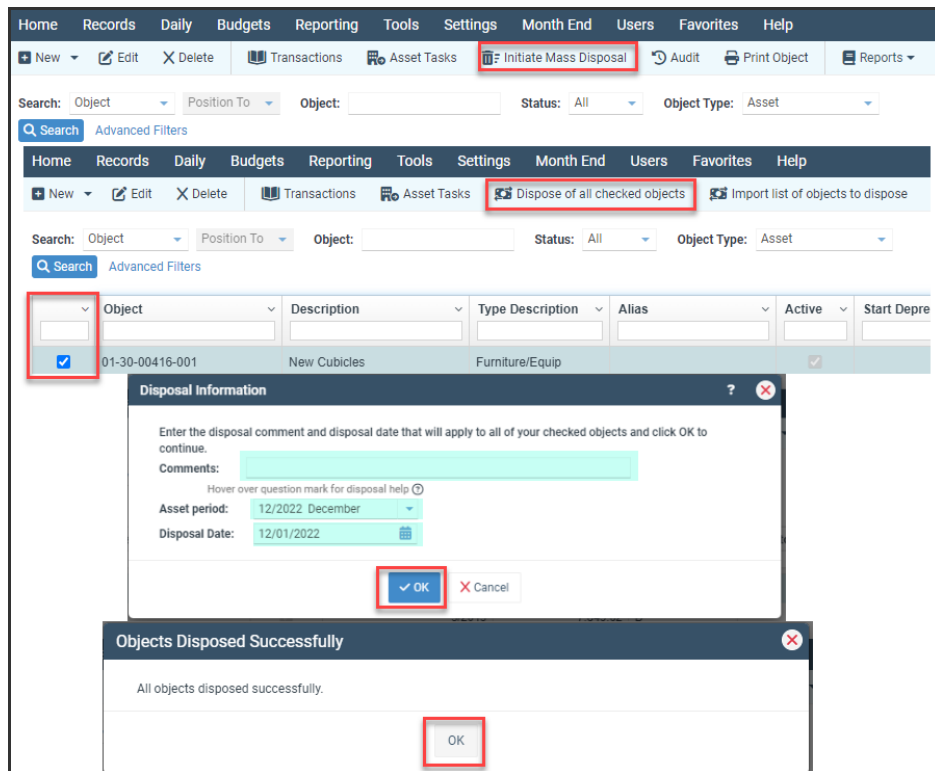 Home Records Daily Budgets Reporting Tools Settings Month End Users Favorites Help
New Edit Delete Transactions Asset Tasks Initiate Mass Disposal Audit Print Object Reports
Search: Object Position To Object: Status: All Object Type: Asset
Search Advanced Filters
Home Records Daily Budgets Reporting Tools Settings Month End Users Favorites Help
New Edit Delete Transactions Asset Tasks Dispose of all checked objects Import list of objects to dispose
Search: Object Position To Object: Status: All Object Type: Asset
Search Advanced Filters
Object Description Type Description Alias Active Start Depre
01-30-00416-001 New Cubicles Furniture/Equip
Disposal Information ?
Enter the disposal comment and disposal date that will apply to all of your checked objects and click OK to
continue.
Comments:
Hover over question mark for disposal help ?
Asset period: 12/2022 December
Disposal Date: 12/01/2022
OK Cancel
Objects Disposed Successfully
All objects disposed successfully.
OK